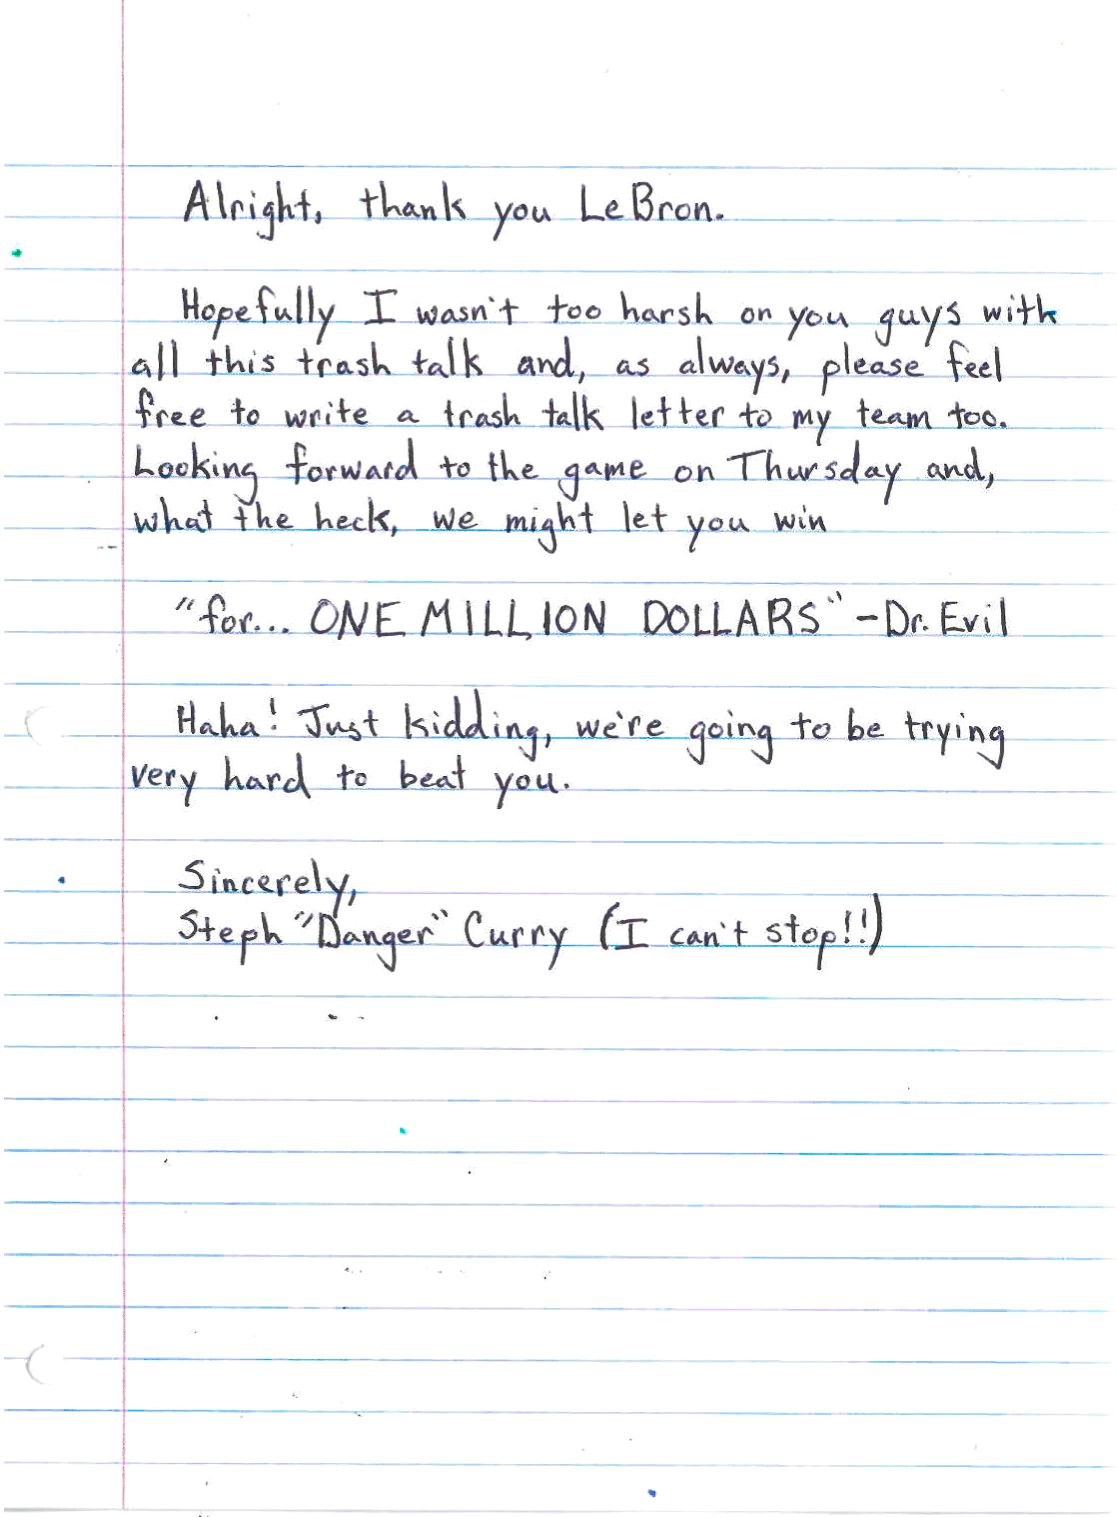 Alright, thank you LeBron.
Hopefully I wasn't too harsh on you guys with
all this trash talk and, as always, please feel
free to write a trash talk letter to my team too.
Looking forward to the game on Thursday and,
what the heck, we might let you win
"for... ONE MILLION DOLLARS" -Dr. Evil
Haha! Just kidding, we're going to be trying
very hard to beat you.
Sincerely,
Steph "Danger" Curry (I can't stop!!)